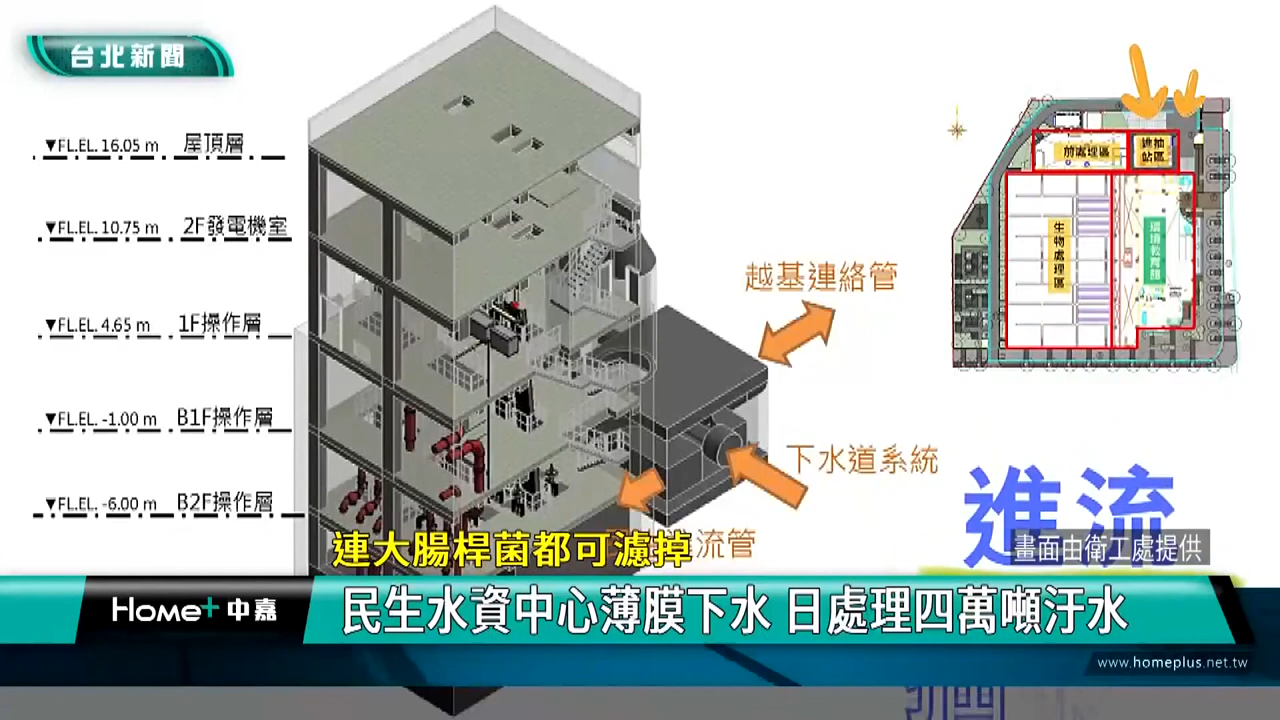 台北新聞
▼FL.EL. 16.05 m 屋頂層
▼FL.EL. 10.75 m 2F發電機室
▼FL.EL. 4.65 m 1F操作層
▼FL.EL. -1.00 m B1F操作層
▼FL.EL. -6.00 m B2F操作層
越基連絡管
下水道系統
流管
前處理區
進抽
站區
生物處理區
環境教育館
進流
畫面由衛工處提供
連大腸桿菌都可濾掉
Home+ 中嘉
民生水資中心薄膜下水 日處理四萬噸汙水
www.homeplus.net.tw